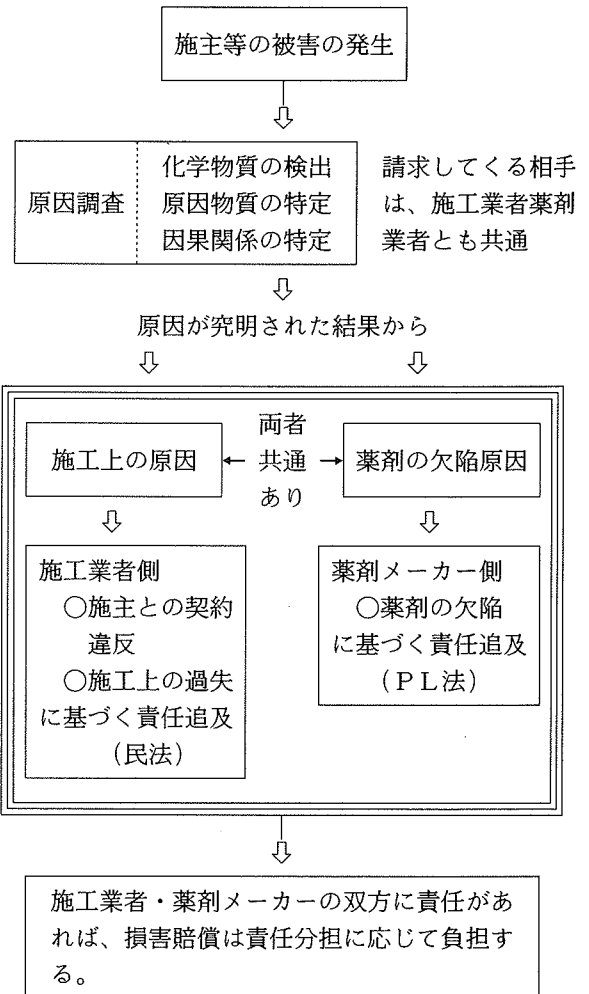 施主等の被害の発生
原因調査
化学物質の検出
原因物質の特定
因果関係の特定
請求してくる相手
は、施工業者薬剤
業者とも共通
原因が究明された結果から
施工上の原因
両者
共通
あり
薬剤の欠陥原因
施工業者側
○施主との契約
違反
○施工上の過失
に基づく責任追及
(民法)
薬剤メーカー側
○薬剤の欠陥
に基づく責任追及
(PL法)
施工業者・薬剤メーカーの双方に責任があ
れば、損害賠償は責任分担に応じて負担す
る。